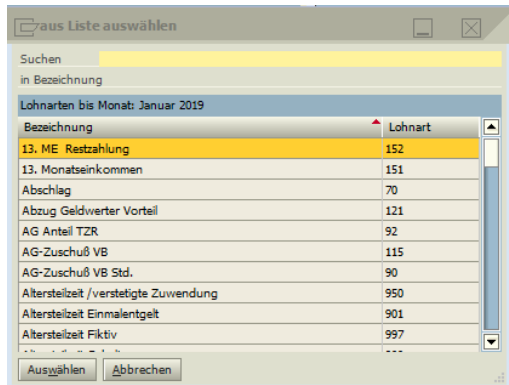 aus Liste auswählen
Suchen
in Bezeichnung
Lohnarten bis Monat: Januar 2019
Bezeichnung Lohnart
13. ME Restzahlung 152
13. Monatseinkommen 151
Abschlag 70
Abzug Geldwerter Vorteil 121
AG Anteil TZR 92
AG-Zuschuß VB 115
AG-Zuschuß VB Std. 90
Altersteilzeit /verstetigte Zuwendung 950
Altersteilzeit Einmalentgelt 901
Altersteilzeit Fiktiv 997
Auswählen Abbrechen